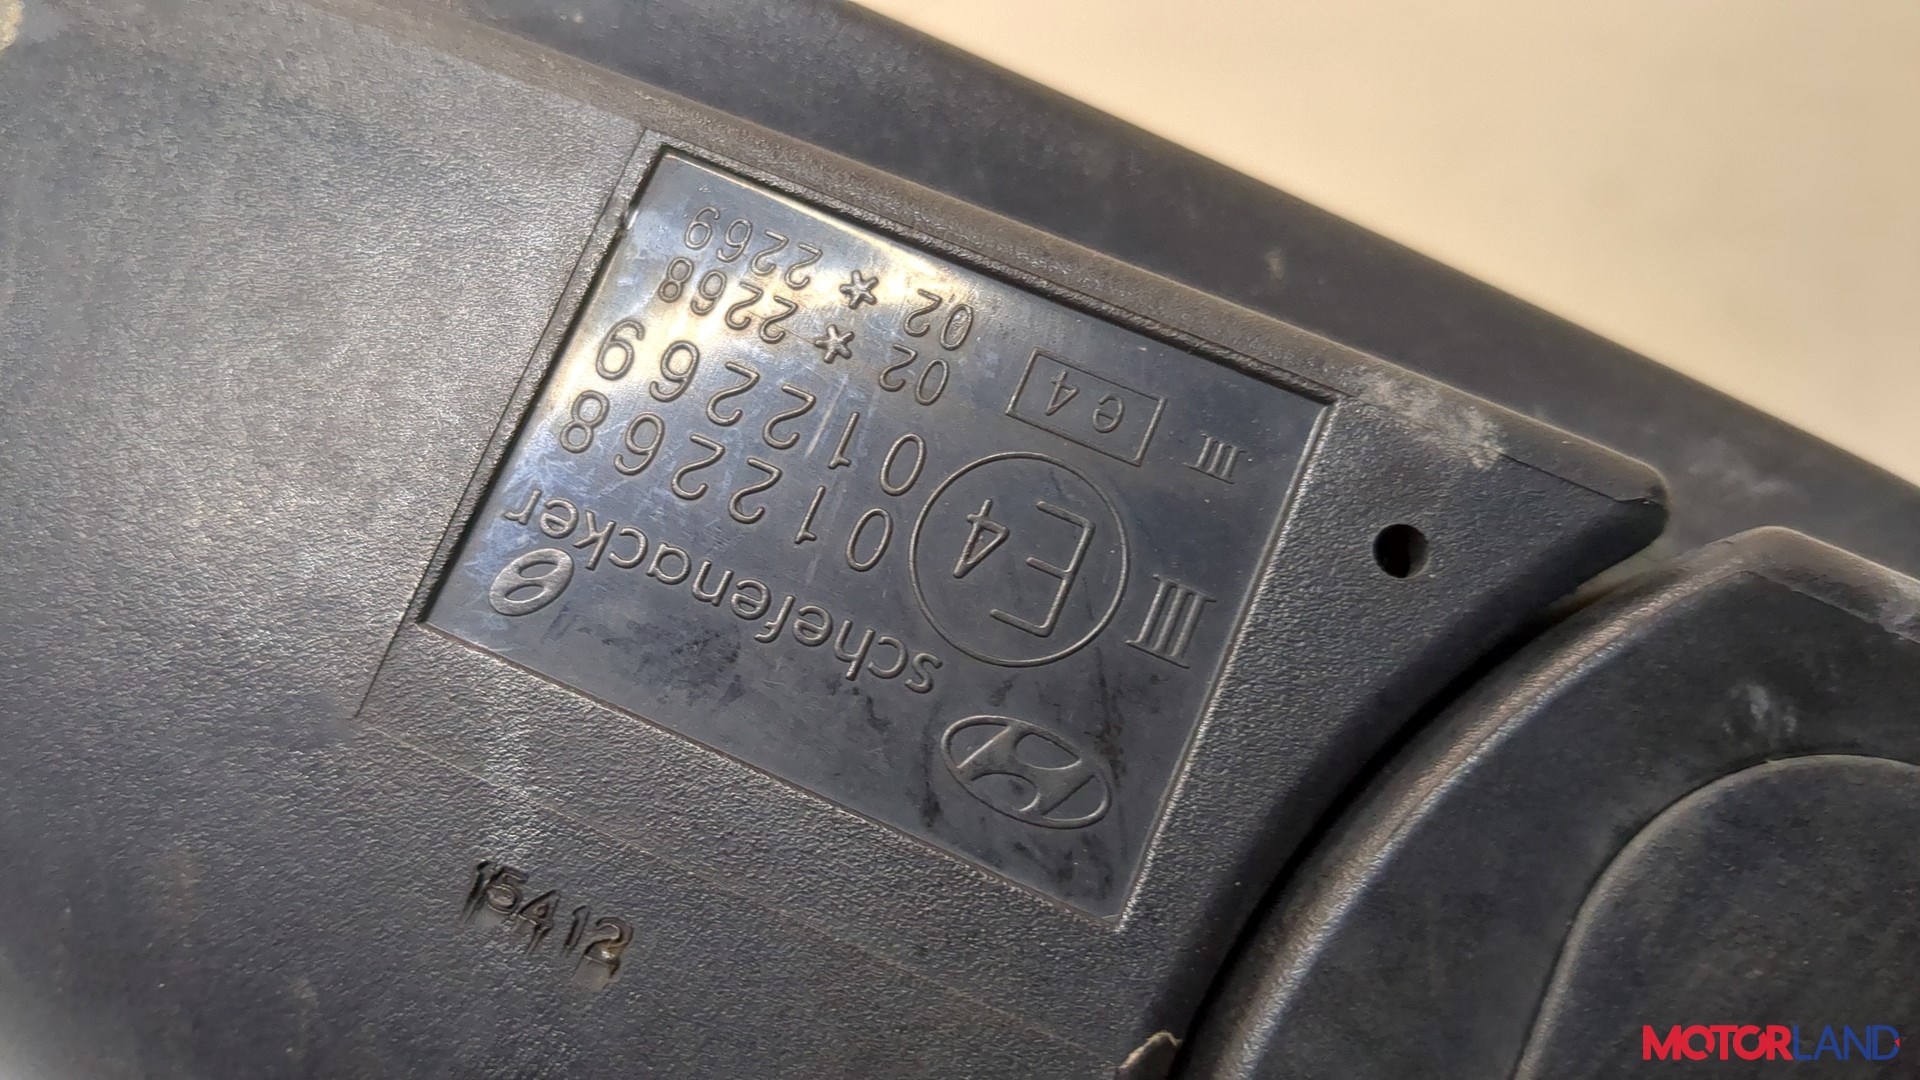 schefenacker
III E4 012268
012269
III e4 02 * 2268
02 * 2269
15412
MOTORLAND